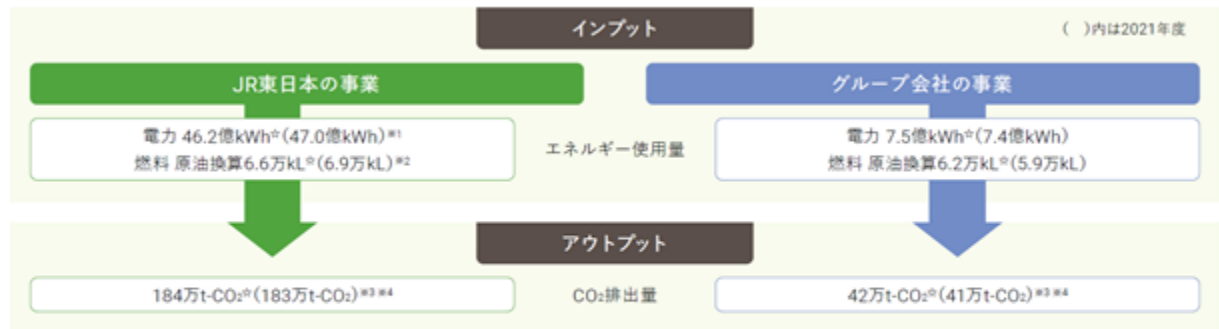 インプット
( )内は2021年度
JR東日本の事業
グループ会社の事業
電力 46.2億kWh☆(47.0億kWh)※1
燃料 原油換算6.6万kL☆(6.9万kL)※2
エネルギー使用量
電力 7.5億kWh☆(7.4億kWh)
燃料 原油換算6.2万kL☆(5.9万kL)
アウトプット
184万t-CO₂☆(183万t-CO₂)※3 ※4
CO₂排出量
42万t-CO₂☆(41万t-CO₂)※3 ※4